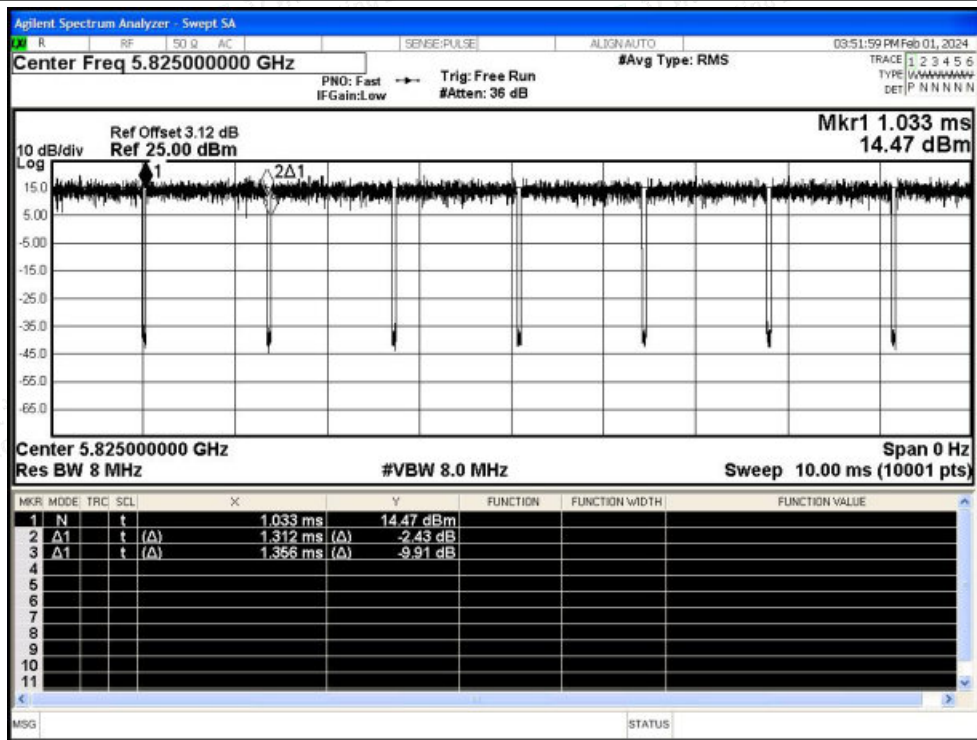 Agilent Spectrum Analyzer - Swept SA
LXI R RF 50 Ω AC SENSE:PULSE ALIGN AUTO 03:51:59 PM Feb 01, 2024
Center Freq 5.825000000 GHz
#Avg Type: RMS
TRACE 1 2 3 4 5 6
PNO: Fast Trig: Free Run
TYPE
IFGain:Low #Atten: 36 dB
DET P N N N N N
Mkr1 1.033 ms
14.47 dBm
Ref Offset 3.12 dB
10 dB/div Ref 25.00 dBm
Log
1 2Δ1
15.0
5.00
-5.00
-15.0
-25.0
-35.0
-45.0
-55.0
-65.0
Center 5.825000000 GHz Span 0 Hz
Res BW 8 MHz #VBW 8.0 MHz Sweep 10.00 ms (10001 pts)
MKR MODE TRC SCL X Y FUNCTION FUNCTION WIDTH FUNCTION VALUE
1 N t 1.033 ms 14.47 dBm
2 Δ1 t (Δ) 1.312 ms (Δ) -2.43 dB
3 Δ1 t (Δ) 1.356 ms (Δ) -9.91 dB
4
5
6
7
8
9
10
11
MSG STATUS